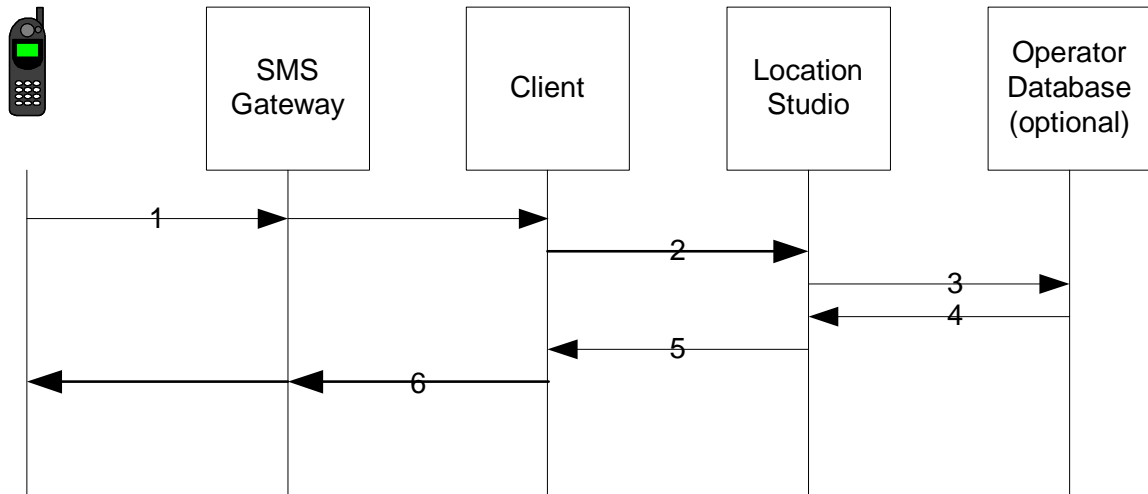 SMS
Gateway
Client
Location
Studio
Operator
Database
(optional)
1
2
3
4
5
6